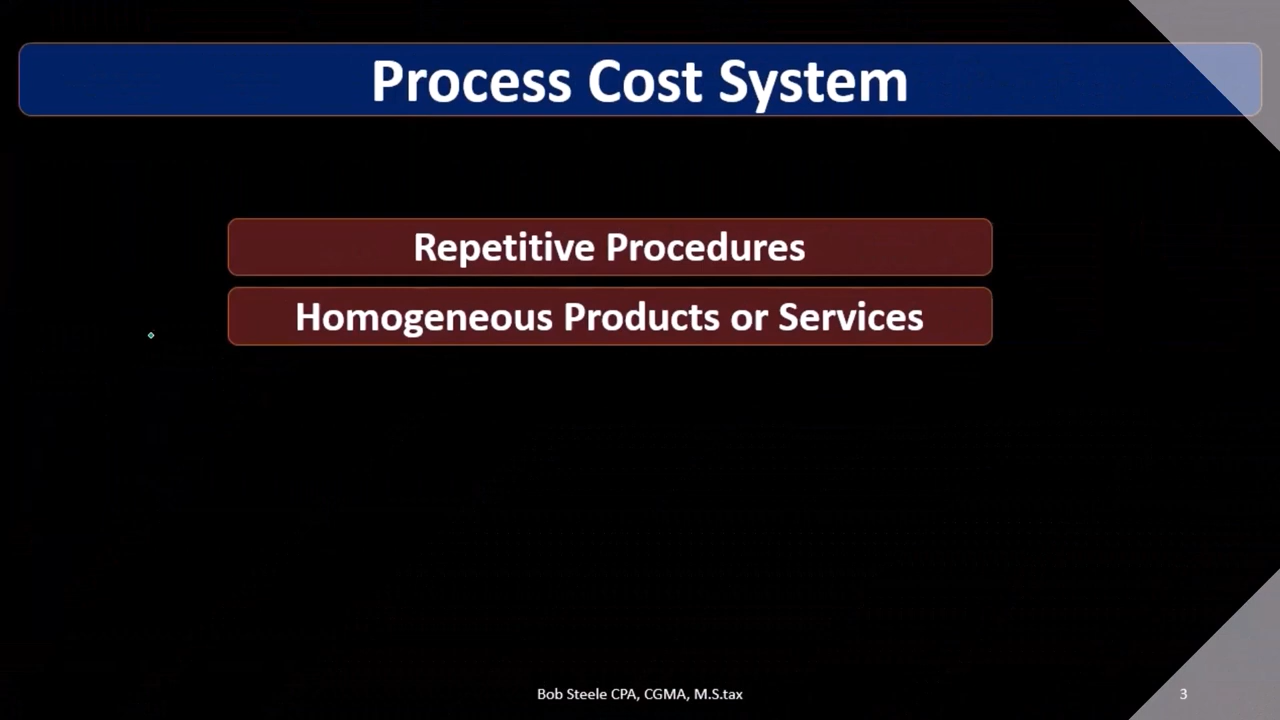 Process Cost System
Repetitive Procedures
Homogeneous Products or Services
Bob Steele CPA, CGMA, M.S.tax
3